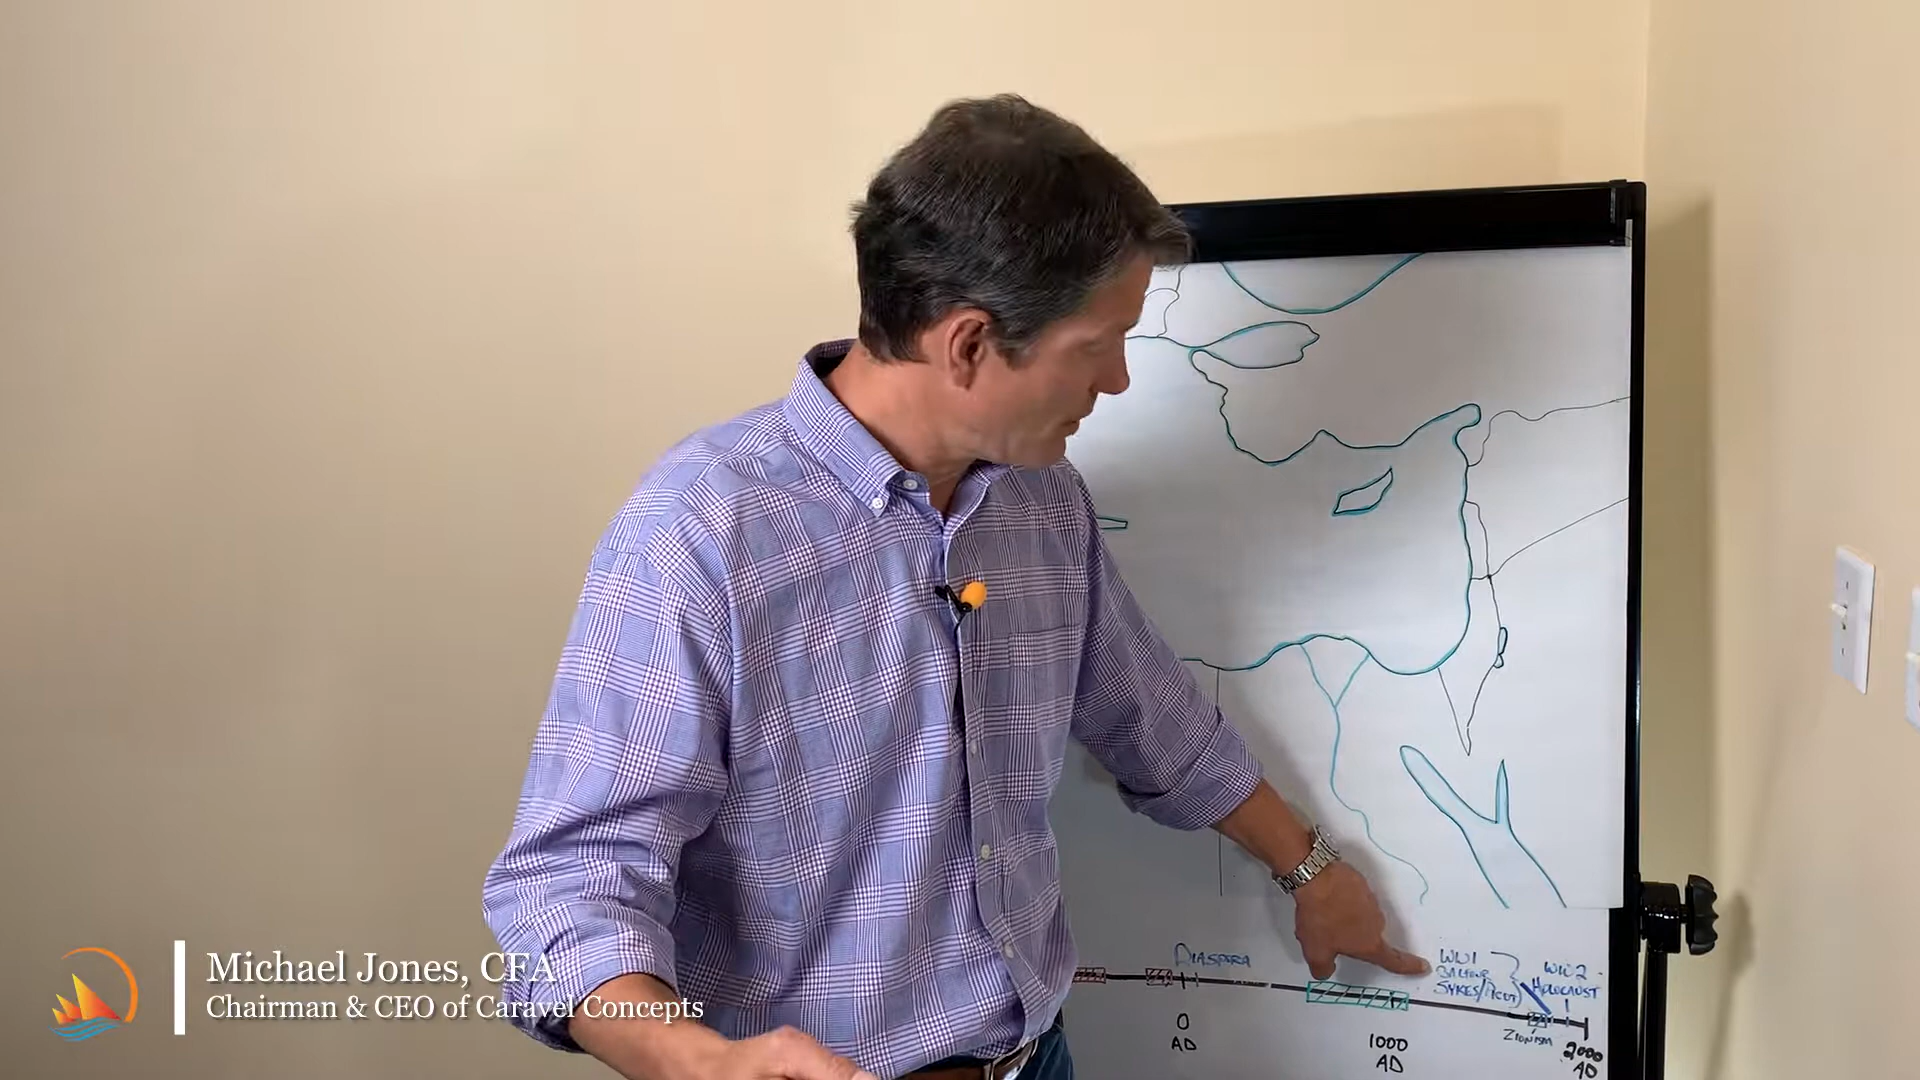 DIASPORA
WW1
BALFOUR
SYKES/PICOT
WW2
HOLOCAUST
ZIONISM
0
AD
1000
AD
2000
AD
Michael Jones, CFA
Chairman & CEO of Caravel Concepts